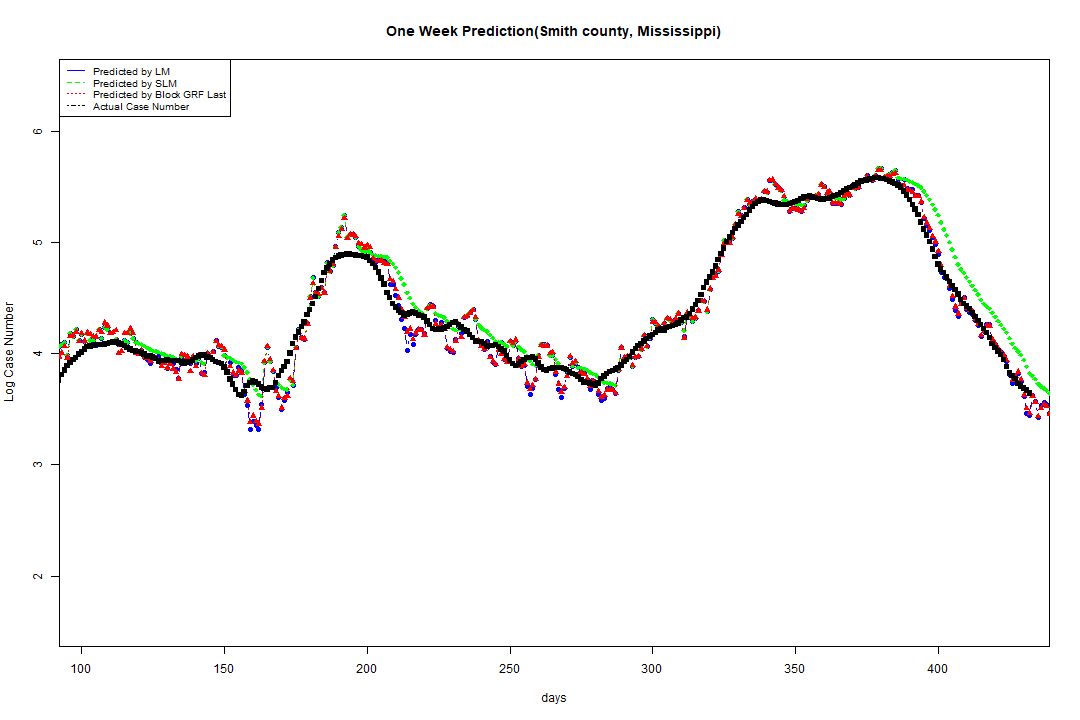 One Week Prediction(Smith county, Mississippi)
Predicted by LM
Predicted by SLM
Predicted by Block GRF Last
Actual Case Number
6
5
4
3
2
Log Case Number
100 150 200 250 300 350 400
days